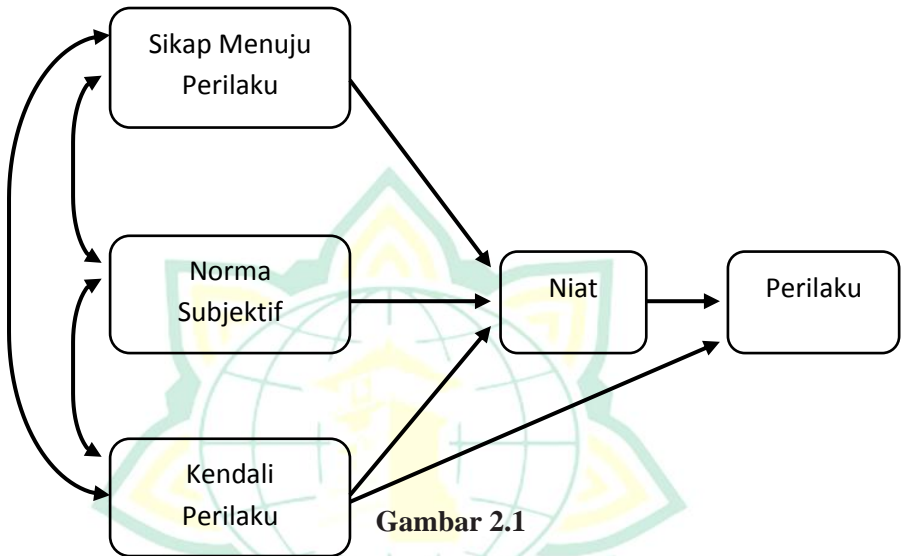 Sikap Menuju
Perilaku
Norma
Subjektif
Niat
Perilaku
Kendali
Perilaku
Gambar 2.1